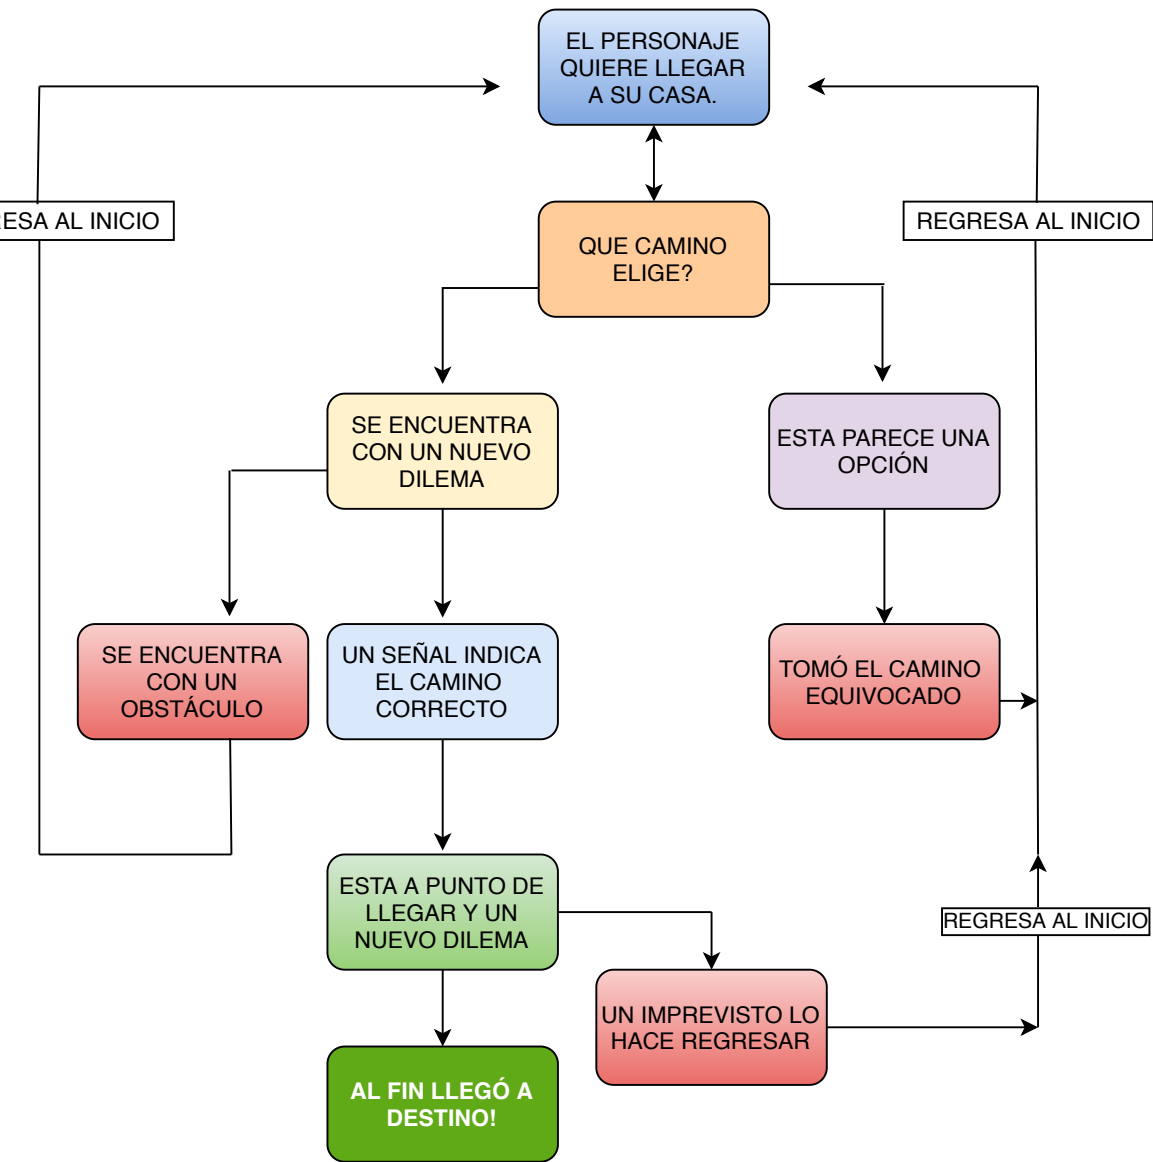 EL PERSONAJE
QUIERE LLEGAR
A SU CASA.
ESA AL INICIO
REGRESA AL INICIO
QUE CAMINO
ELIGE?
SE ENCUENTRA
CON UN NUEVO
DILEMA
ESTA PARECE UNA
OPCIÓN
SE ENCUENTRA
CON UN
OBSTÁCULO
UN SEÑAL INDICA
EL CAMINO
CORRECTO
TOMÓ EL CAMINO
EQUIVOCADO
ESTA A PUNTO DE
LLEGAR Y UN
NUEVO DILEMA
REGRESA AL INICIO
UN IMPREVISTO LO
HACE REGRESAR
AL FIN LLEGÓ A
DESTINO!